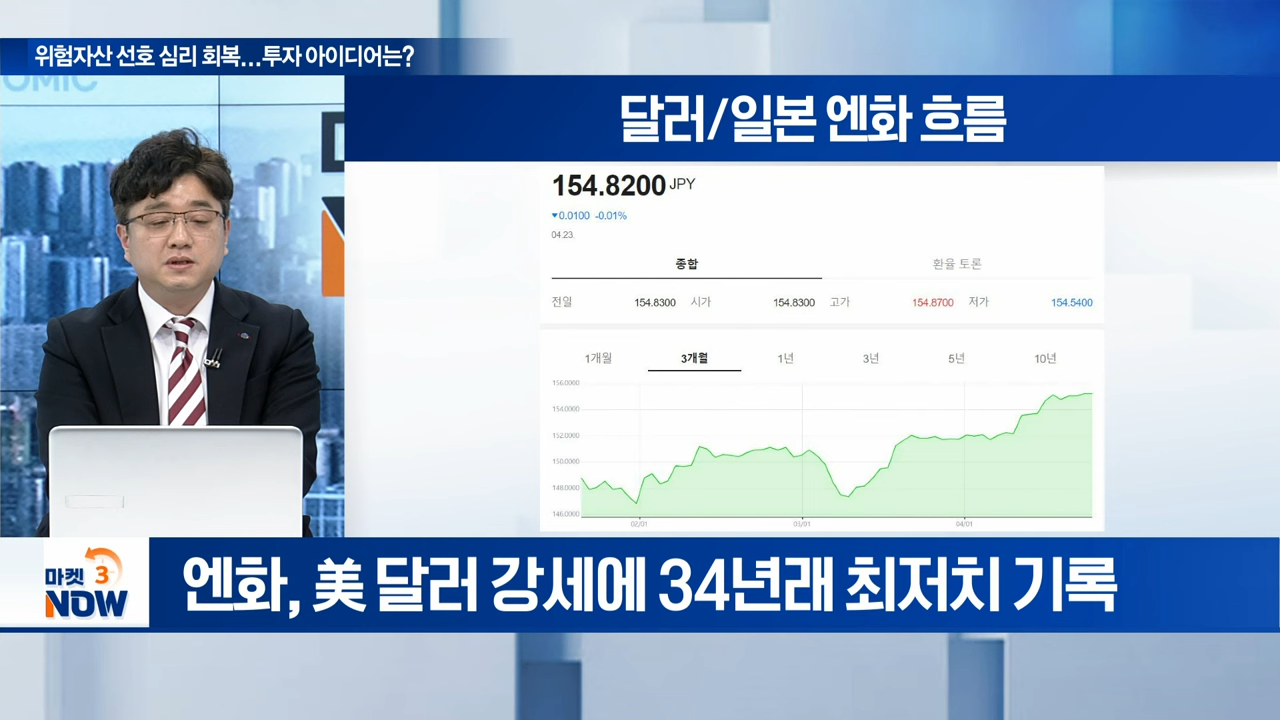 위험자산 선호 심리 회복...투자 아이디어는?
OMIC
달러/일본 엔화 흐름
154.8200 JPY
▼0.0100 -0.01%
04.23.
종합 환율 토론
전일 154.8300 시가 154.8300 고가 154.8700 저가 154.5400
1개월 3개월 1년 3년 5년 10년
156.0000
154.0000
152.0000
150.0000
148.0000
146.0000
02/01 03/01 04/01
마켓 3
NOW
엔화, 美 달러 강세에 34년래 최저치 기록